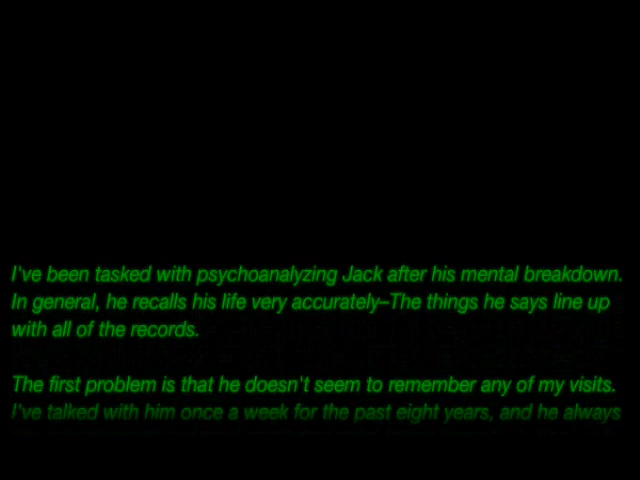 I've been tasked with psychoanalyzing Jack after his mental breakdown.
In general, he recalls his life very accurately–The things he says line up
with all of the records.
The first problem is that he doesn't seem to remember any of my visits.
I've talked with him once a week for the past eight years, and he always